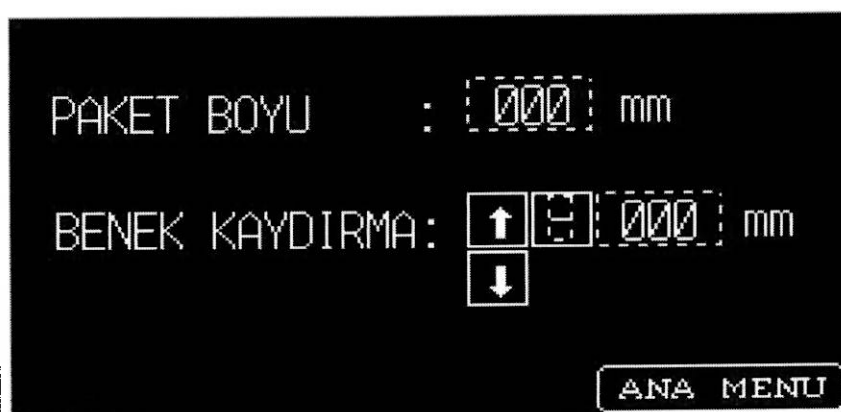 PAKET BOYU : 000 mm
BENEK KAYDIRMA: 000 mm
ANA MENU